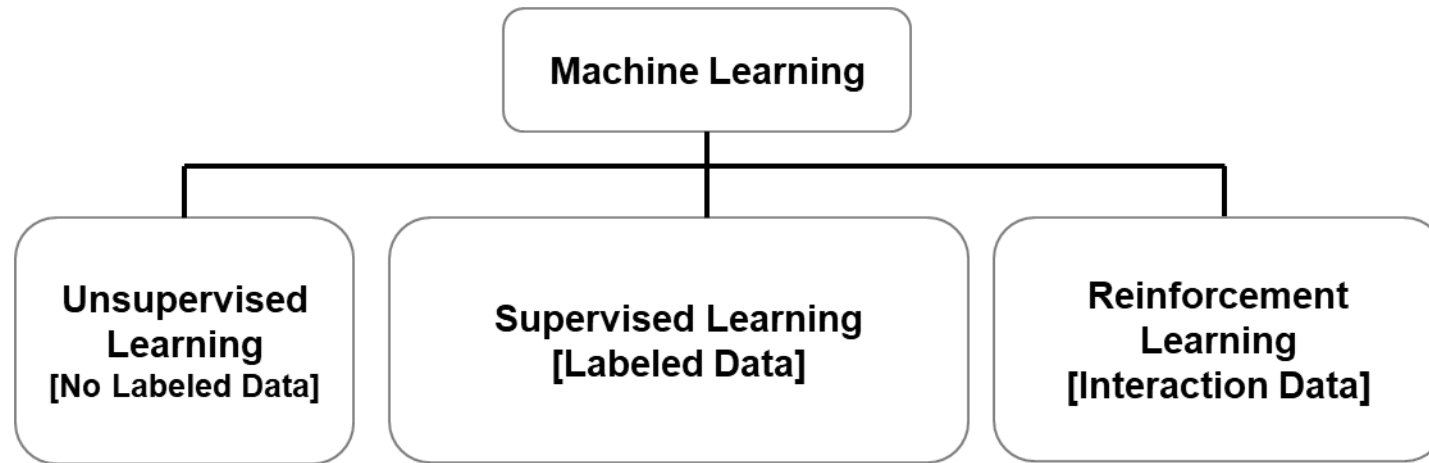 Machine Learning
Unsupervised
Learning
[No Labeled Data]
Supervised Learning
[Labeled Data]
Reinforcement
Learning
[Interaction Data]